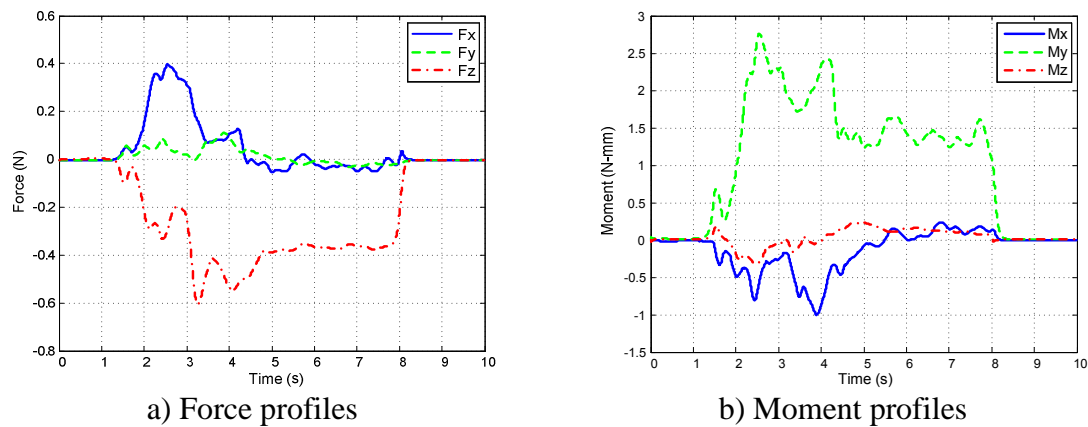 0.6
0.4
0.2
0
-0.2
-0.4
-0.6
-0.8
Force (N)
0 1 2 3 4 5 6 7 8 9 10
Time (s)
Fx
Fy
Fz
a) Force profiles
3
2.5
2
1.5
1
0.5
0
-0.5
-1
-1.5
Moment (N-mm)
0 1 2 3 4 5 6 7 8 9 10
Time (s)
Mx
My
Mz
b) Moment profiles